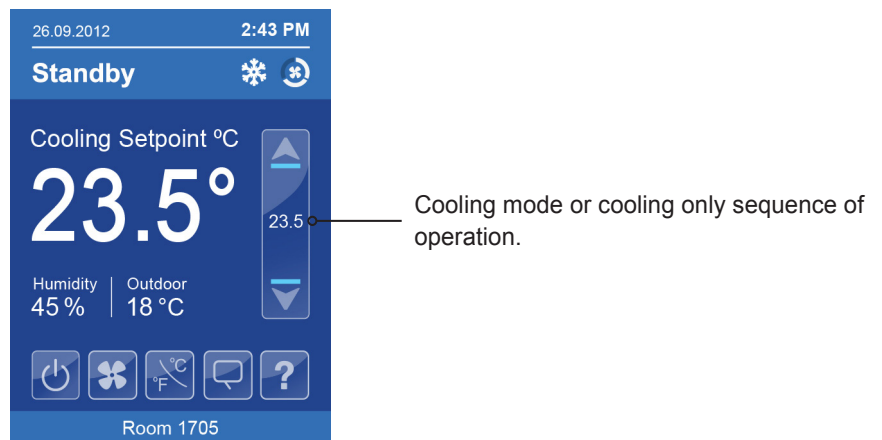 26.09.2012 2:43 PM
Standby
Cooling Setpoint ºC
23.5°
23.5
Cooling mode or cooling only sequence of
operation.
Humidity Outdoor
45 % 18 °C
°C
°F
?
Room 1705